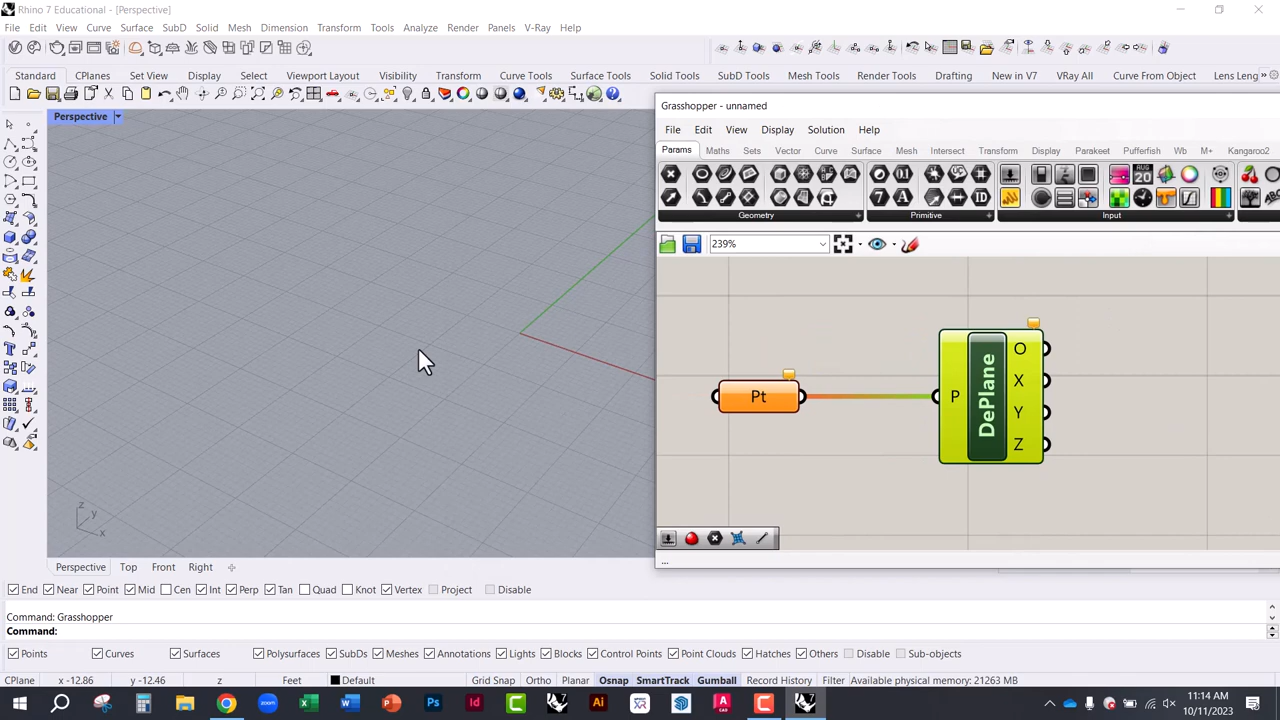 Rhino 7 Educational - [Perspective]
File Edit View Curve Surface SubD Solid Mesh Dimension Transform Tools Analyze Render Panels V-Ray Help
Standard CPlanes Set View Display Select Viewport Layout Visibility Transform Curve Tools Surface Tools Solid Tools SubD Tools Mesh Tools Render Tools Drafting New in V7 VRay All Curve From Object Lens Leng
Perspective
Grasshopper - unnamed
File Edit View Display Solution Help
Params Maths Sets Vector Curve Surface Mesh Intersect Transform Display Parakeet Pufferfish Wb M+ Kangaroo2
Geometry Primitive Input
239%
Pt
P DePlane O X Y Z
z y x
...
Perspective Top Front Right
End Near Point Mid Cen Int Perp Tan Quad Knot Vertex Project Disable
Command: Grasshopper
Command:
Points Curves Surfaces Polysurfaces SubDs Meshes Annotations Lights Blocks Control Points Point Clouds Hatches Others Disable Sub-objects
CPlane x -12.86 y -12.46 z Feet Default Grid Snap Ortho Planar Osnap SmartTrack Gumball Record History Filter Available physical memory: 21263 MB
11:14 AM
10/11/2023